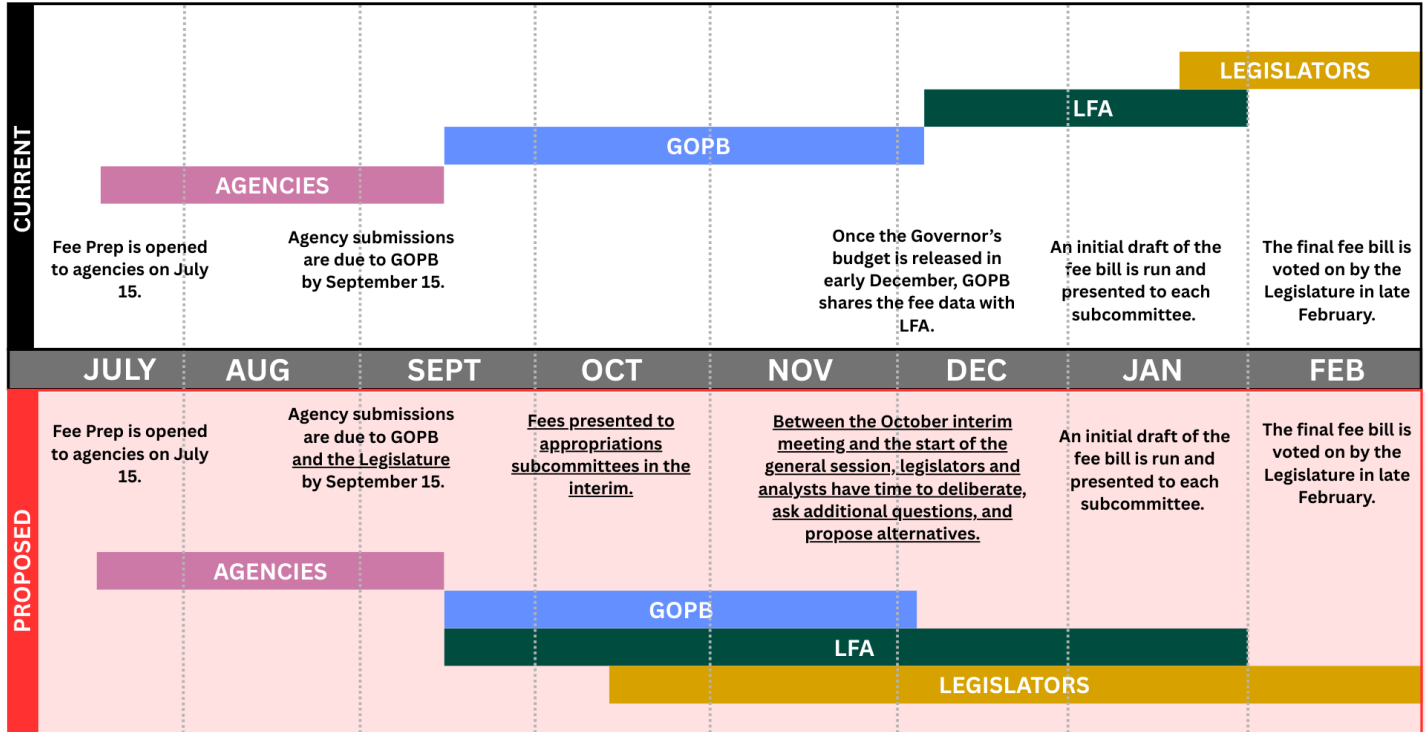 CURRENT
LEGISLATORS
LFA
GOPB
AGENCIES
Fee Prep is opened
to agencies on July
15.
Agency submissions
are due to GOPB
by September 15.
Once the Governor's
budget is released in
early December, GOPB
shares the fee data with
LFA.
An initial draft of the
fee bill is run and
presented to each
subcommittee.
The final fee bill is
voted on by the
Legislature in late
February.
JULY AUG SEPT OCT NOV DEC JAN FEB
PROPOSED
Fee Prep is opened
to agencies on July
15.
Agency submissions
are due to GOPB
and the Legislature
by September 15.
Fees presented to
appropriations
subcommittees in the
interim.
Between the October interim
meeting and the start of the
general session, legislators and
analysts have time to deliberate,
ask additional questions, and
propose alternatives.
An initial draft of the
fee bill is run and
presented to each
subcommittee.
The final fee bill is
voted on by the
Legislature in late
February.
AGENCIES
GOPB
LFA
LEGISLATORS